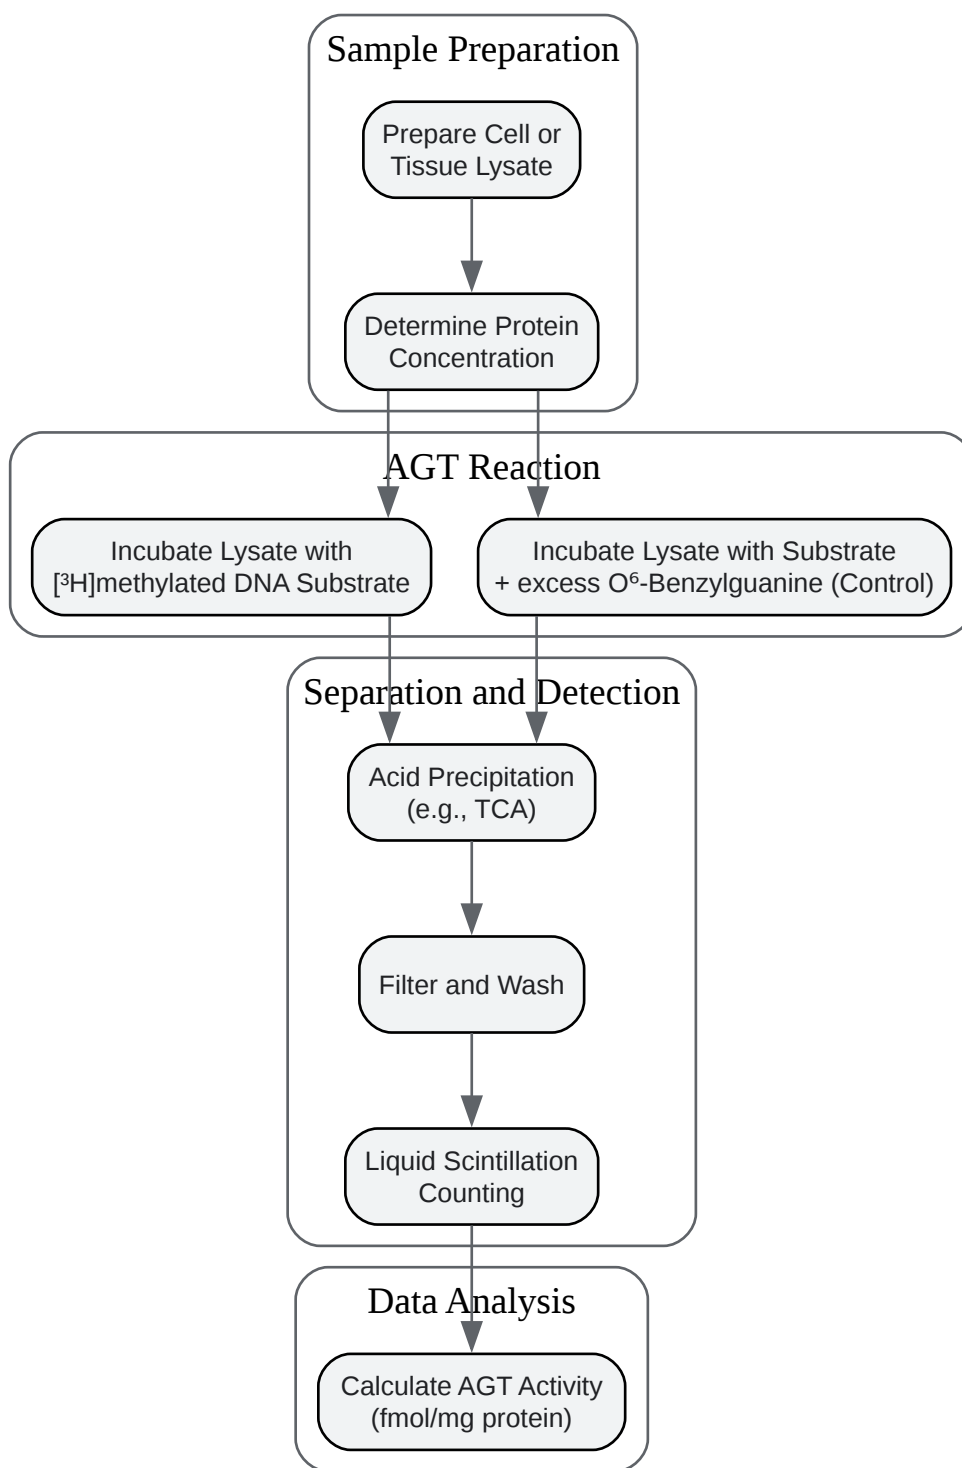 Sample Preparation
Prepare Cell or
Tissue Lysate
Determine Protein
Concentration
AGT Reaction
Incubate Lysate with
[³H]methylated DNA Substrate
Incubate Lysate with Substrate
+ excess O⁶-Benzylguanine (Control)
Separation and Detection
Acid Precipitation
(e.g., TCA)
Filter and Wash
Liquid Scintillation
Counting
Data Analysis
Calculate AGT Activity
(fmol/mg protein)